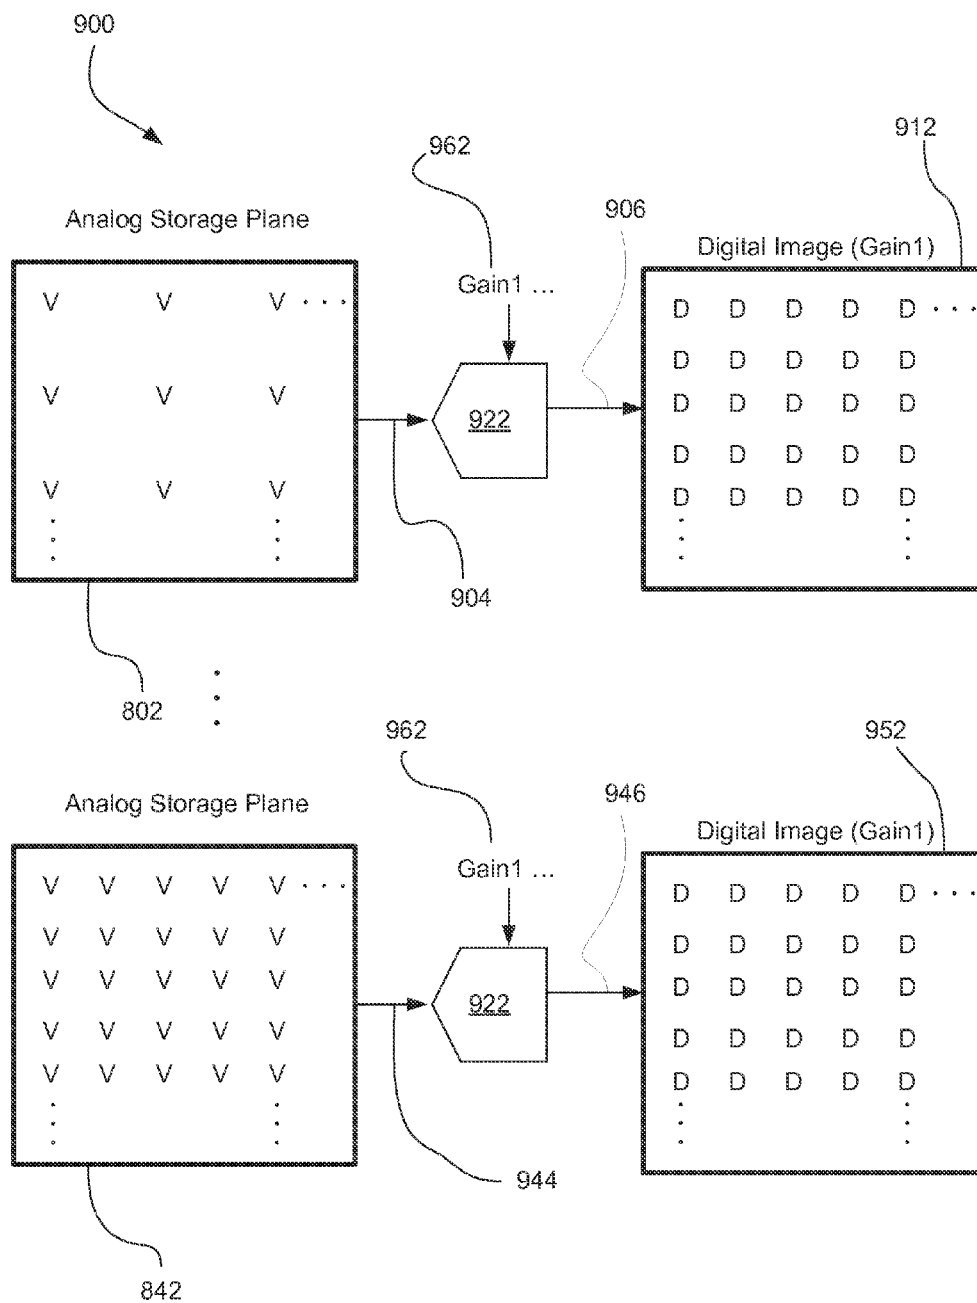 900
912
962
906
Analog Storage Plane
Digital Image (Gain1)
Gain1 ...
V V V . . .
V V V
V V V
. .
. .
. .
922
D D D D D . . .
D D D D D
D D D D D
D D D D D
D D D D D
. .
. .
. .
904
802
.
.
.
962
952
946
Analog Storage Plane
Digital Image (Gain1)
Gain1 ...
V V V V V . . .
V V V V V
V V V V V
V V V V V
V V V V V
. .
. .
. .
922
D D D D D . . .
D D D D D
D D D D D
D D D D D
D D D D D
. .
. .
. .
944
842